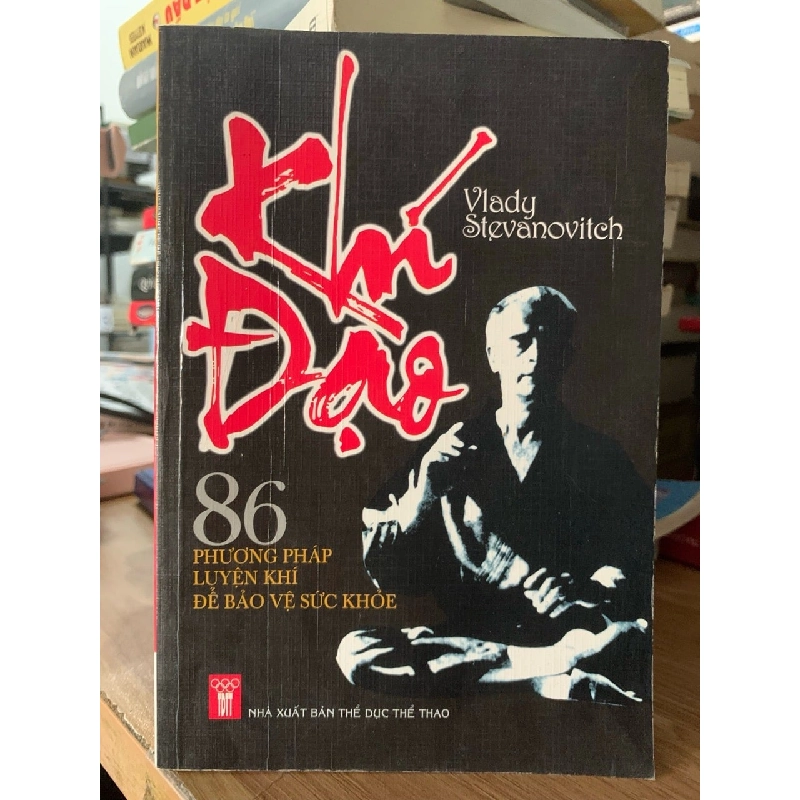 Khí
Đạo
Vlady
Stevanovitch
86
PHƯƠNG PHÁP
LUYỆN KHÍ
ĐỂ BẢO VỆ SỨC KHỎE
TDTT
NHÀ XUẤT BẢN THỂ DỤC THỂ THAO